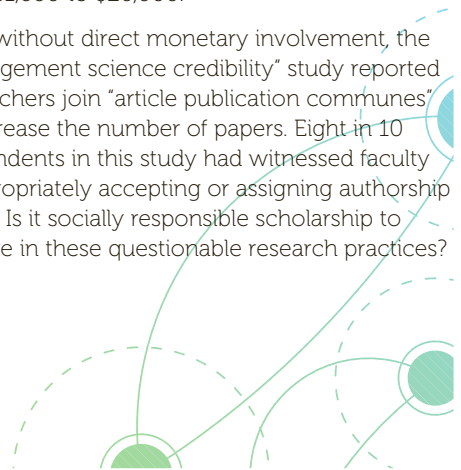 without direct monetary involvement, the
gement science credibility” study reported
chers join “article publication communes”
rease the number of papers. Eight in 10
ndents in this study had witnessed faculty
ropriately accepting or assigning authorship
Is it socially responsible scholarship to
e in these questionable research practices?